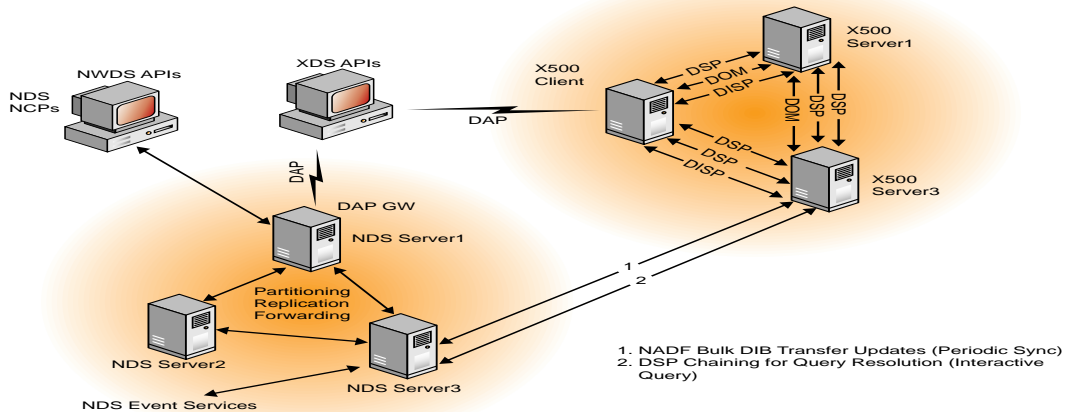 NWDS APIs
NDS
NCPs
XDS APIs
DAP
X500
Client
X500
Server1
DSP
DOM
DISP
DOM
DSP
DSP
DSP
DSP
DISP
X500
Server3
DAP
DAP GW
NDS Server1
Partitioning
Replication
Forwarding
NDS Server2
NDS Server3
NDS Event Services
1
2
1. NADF Bulk DIB Transfer Updates (Periodic Sync)
2. DSP Chaining for Query Resolution (Interactive
Query)